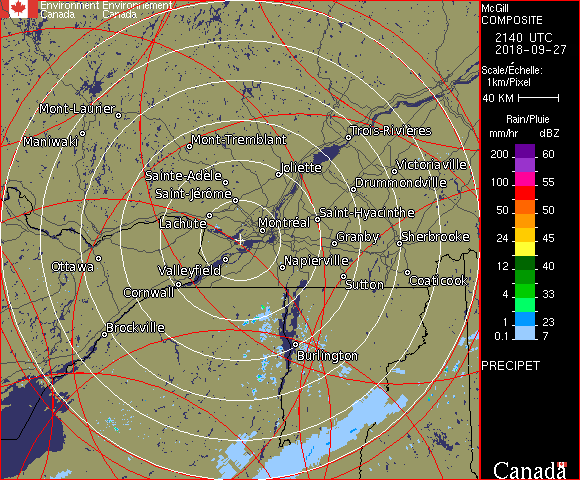 Environment Environnement
Canada Canada
McGill
COMPOSITE
2140 UTC
2018-09-27
Scale/Échelle:
1km/Pixel
40 KM
Rain/Pluie
mm/hr dBZ
200 60
100 55
50 50
24 45
12 40
4 33
1 23
0.1 7
PRECIPET
Canada
Mont-Laurier
Maniwaki
Mont-Tremblant
Trois-Rivières
Sainte-Adèle
Joliette
Victoriaville
Saint-Jérôme
Drummondville
Lachute
Montréal
Saint-Hyacinthe
Granby
Sherbrooke
Ottawa
Valleyfield
Napierville
Cornwall
Sutton
Coaticook
Brockville
Burlington